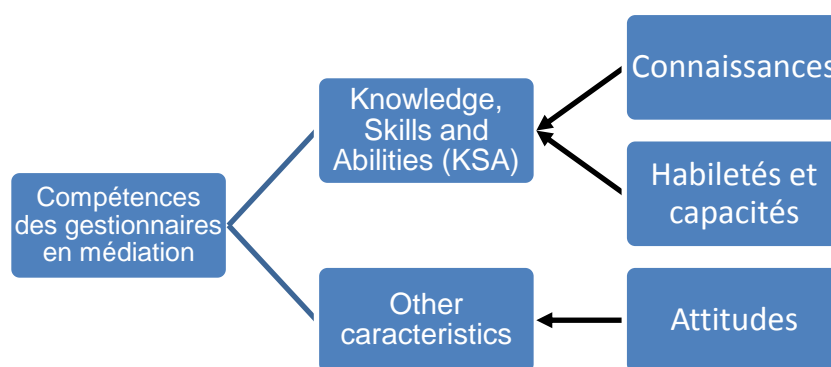 Compétences
des gestionnaires
en médiation
Knowledge,
Skills and
Abilities (KSA)
Other
caracteristics
Connaissances
Habiletés et
capacités
Attitudes